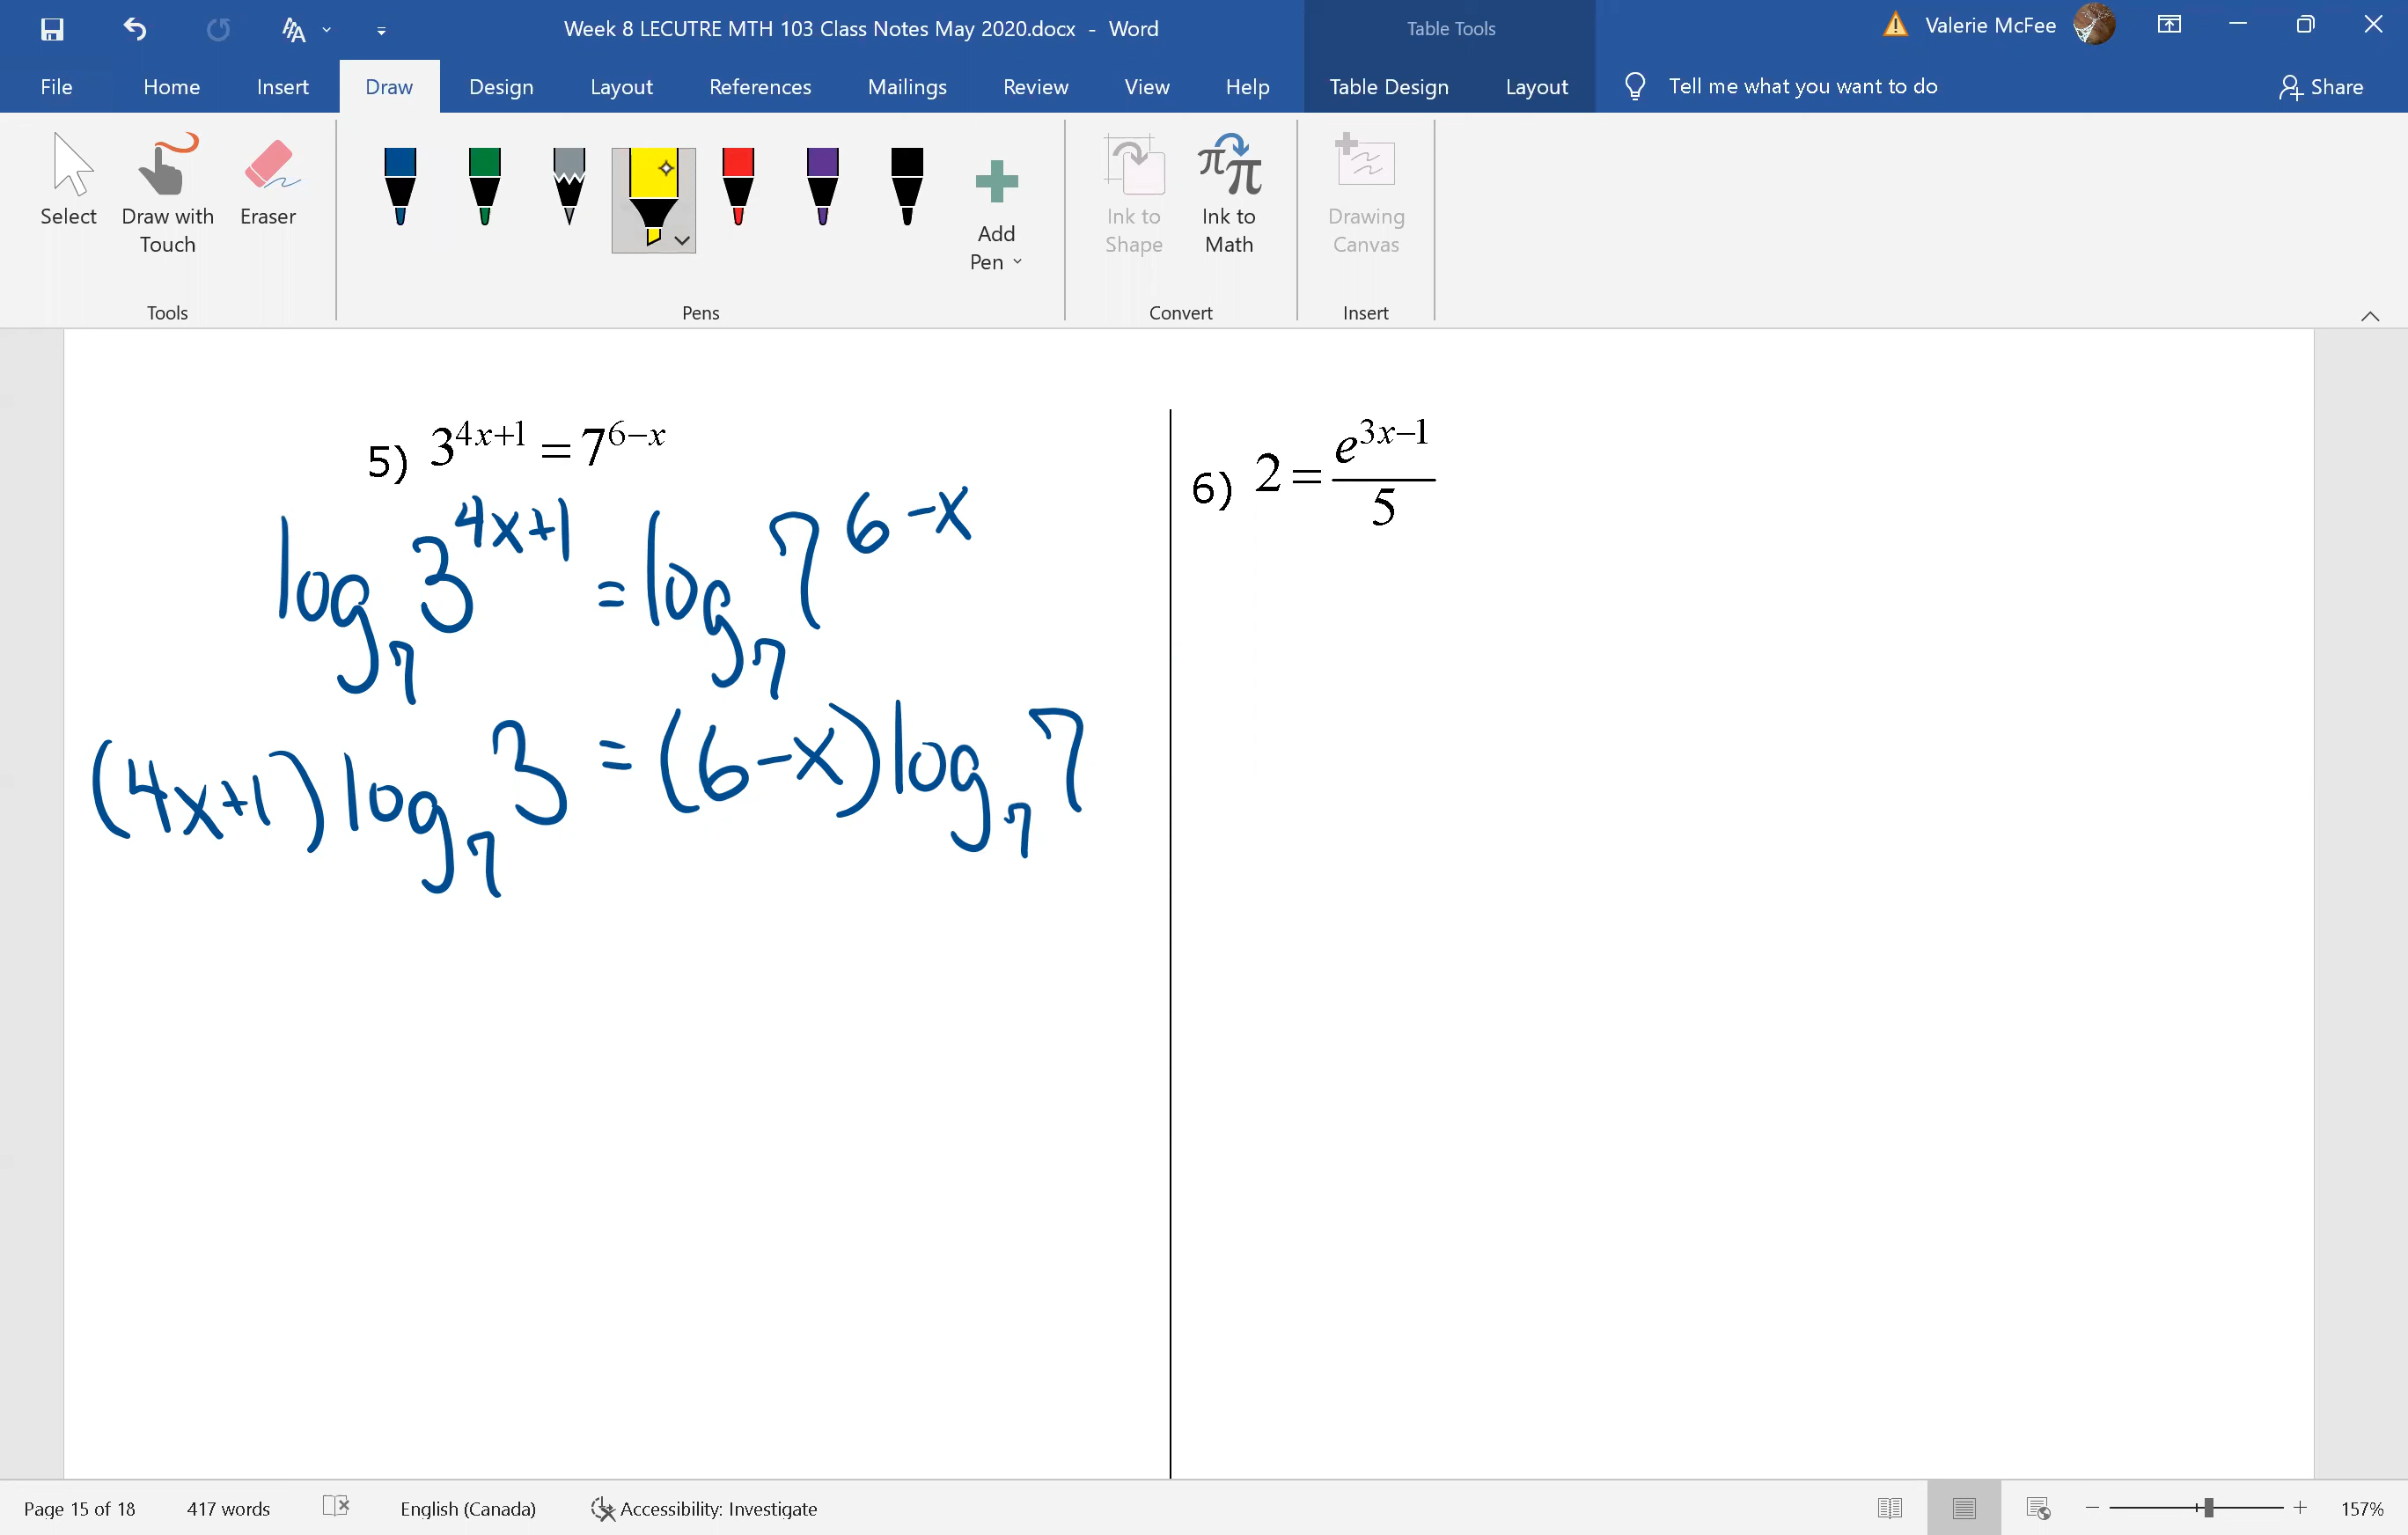 Week 8 LECUTRE MTH 103 Class Notes May 2020.docx - Word
Table Tools
Valerie McFee
File Home Insert Draw Design Layout References Mailings Review View Help Table Design Layout Tell me what you want to do Share
Select
Draw with Touch
Eraser
Add Pen
Ink to Shape
Ink to Math
Drawing Canvas
Tools Pens Convert Insert
5) 3^{4x+1} = 7^{6-x}
log_7 3^{4x+1} = log_7 7^{6-x}
(4x+1) log_7 3 = (6-x) log_7 7
6) 2 = \frac{e^{3x-1}}{5}
Page 15 of 18 417 words English (Canada) Accessibility: Investigate 157%